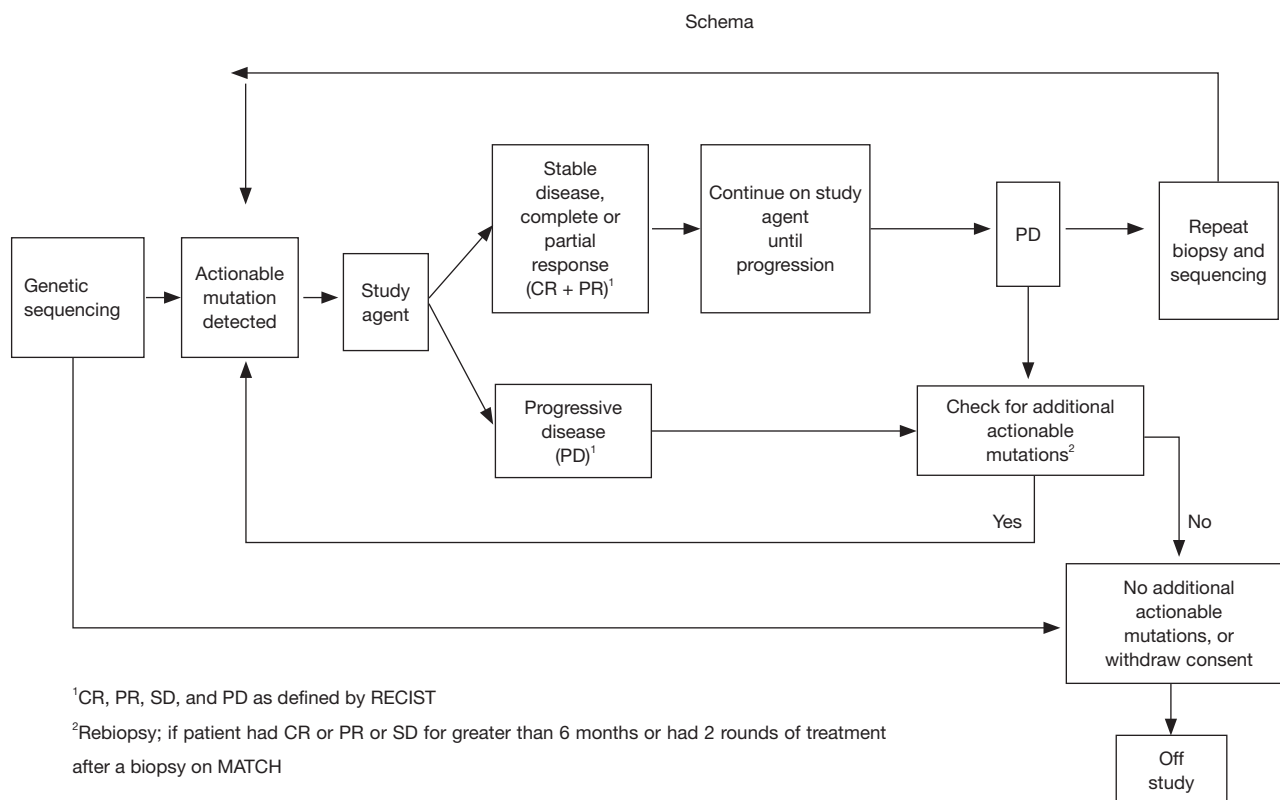 Schema
Genetic
sequencing
Actionable
mutation
detected
Study
agent
Stable
disease,
complete or
partial
response
(CR + PR)¹
Continue on study
agent
until
progression
PD
Repeat
biopsy and
sequencing
Progressive
disease
(PD)¹
Check for additional
actionable
mutations²
Yes
No
No additional
actionable
mutations, or
withdraw consent
Off
study
¹CR, PR, SD, and PD as defined by RECIST
²Rebiopsy; if patient had CR or PR or SD for greater than 6 months or had 2 rounds of treatment
after a biopsy on MATCH